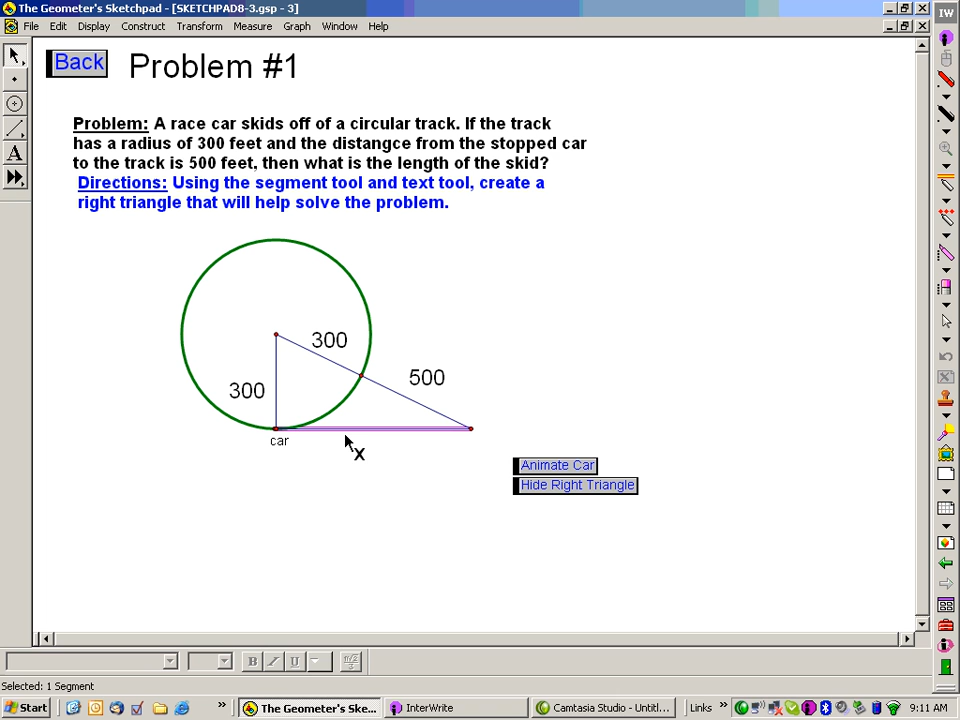 The Geometer's Sketchpad - [SKETCHPAD8-3.gsp - 3]
IW
File Edit Display Construct Transform Measure Graph Window Help
Back Problem #1
Problem: A race car skids off of a circular track. If the track
has a radius of 300 feet and the distangce from the stopped car
to the track is 500 feet, then what is the length of the skid?
Directions: Using the segment tool and text tool, create a
right triangle that will help solve the problem.
A
300
500
300
car
x
Animate Car
Hide Right Triangle
B I U
Selected: 1 Segment
Start » The Geometer's Ske... InterWrite Camtasia Studio - Untitl... Links » 9:11 AM